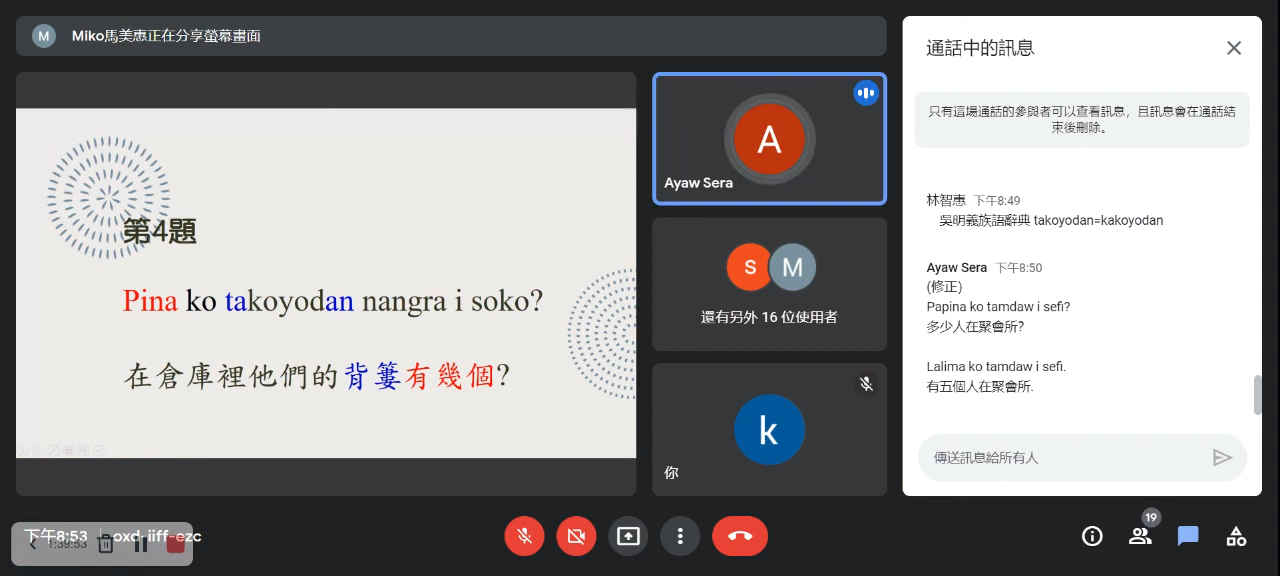 M Miko馬美惠正在分享螢幕畫面
第4題
Pina ko takoyodan nangra i soko?
在倉庫裡他們的背簍有幾個?
A
Ayaw Sera
S M
還有另外 16 位使用者
k
你
通話中的訊息
只有這場通話的參與者可以查看訊息，且訊息會在通話結
束後刪除。
林智惠 下午8:49
吳明義族語辭典 takoyodan=kakoyodan
Ayaw Sera 下午8:50
(修正)
Papina ko tamdaw i sefi?
多少人在聚會所?
Lalima ko tamdaw i sefi.
有五個人在聚會所.
傳送訊息給所有人
下午8:53 | oxd-jiff-ezc
1:39:53
19